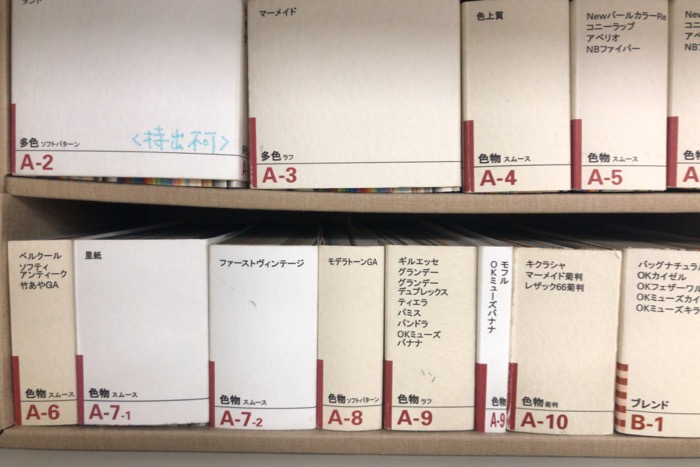 マーメイド
色上質
Newパールカラー
コニーラップ
アペリオ
NBファイバー
多色 ソフトパターン
<持出不可>
A-2
多色 ラフ
A-3
色物 スムース
A-4
色物 スムース
A-5
ベルクール
ソフティ
アンティーク
竹あやGA
色物 スムース
A-6
里紙
色物 スムース
A-7-1
ファーストヴィンテージ
色物 スムース
A-7-2
モデラトーンGA
色物 ソフトパターン
A-8
ギルエッセ
グランデー
グランデー
デュプレックス
ティエラ
パミス
パンドラ
OKミューズ
バナナ
色物 ラフ
A-9
モフル
OKミューズバナナ
色物
A-9
キクラシャ
マーメイド菊判
レザック66菊判
色物 菊判
A-10
バッグナチュラ
OKカイゼル
OKフェザーワル
OKミューズカイ
OKミューズキラ
ブレンド
B-1